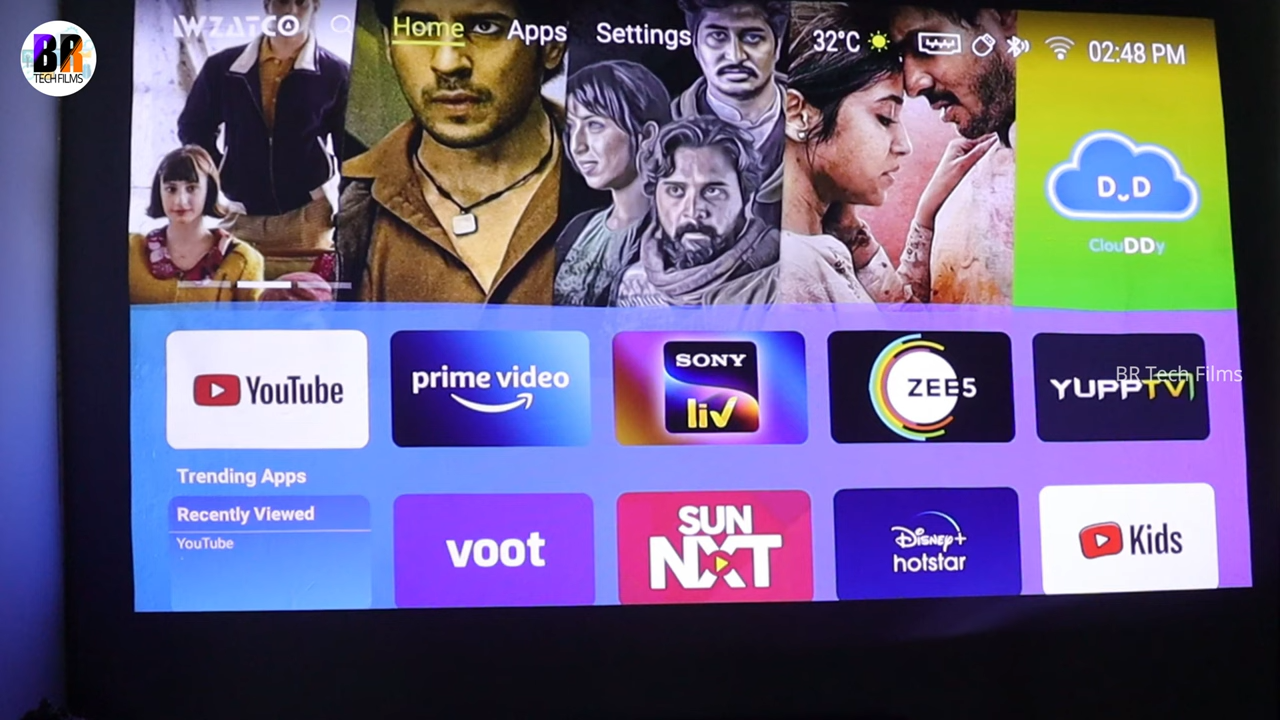 BR
TECH FILMS
WZATCO
Home
Apps
Settings
32°C
02:48 PM
D D
ClouDDy
YouTube
prime video
SONY
liv
ZEE5
YUPPTV
BR Tech Films
Trending Apps
Recently Viewed
YouTube
voot
SUN
NXT
Disney+
hotstar
Kids